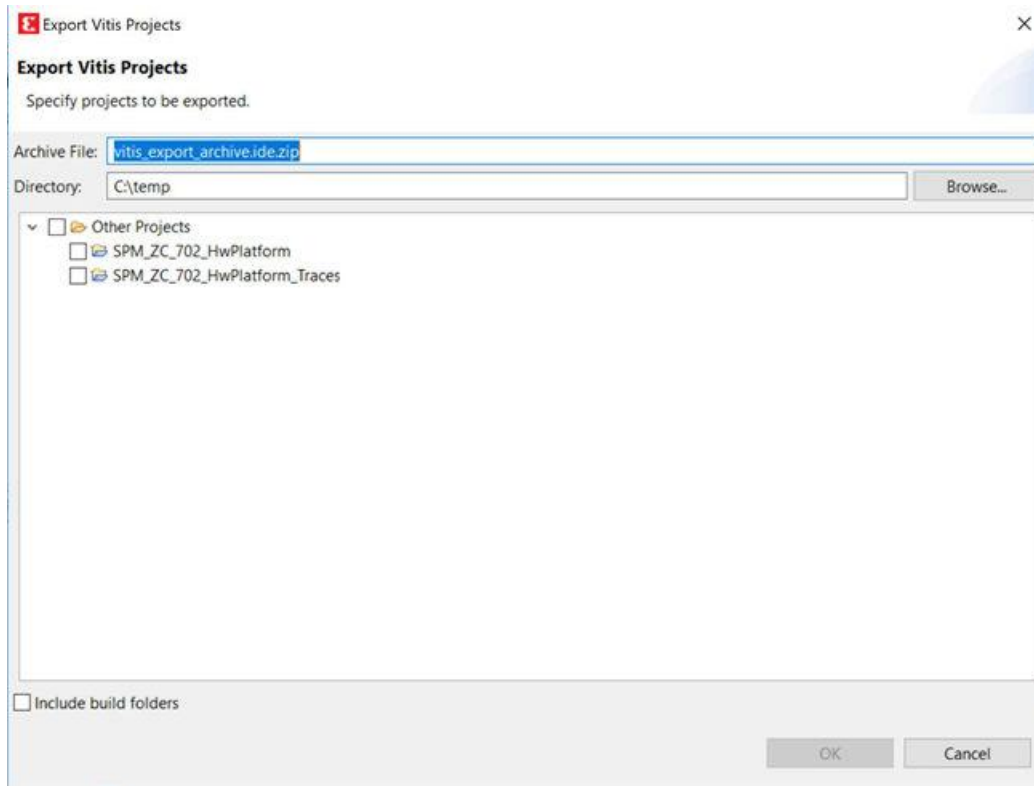 Export Vitis Projects
Export Vitis Projects
Specify projects to be exported.
Archive File: vitis_export_archive.ide.zip
Directory: C:\temp Browse...
Other Projects
SPM_ZC_702_HwPlatform
SPM_ZC_702_HwPlatform_Traces
Include build folders
OK Cancel